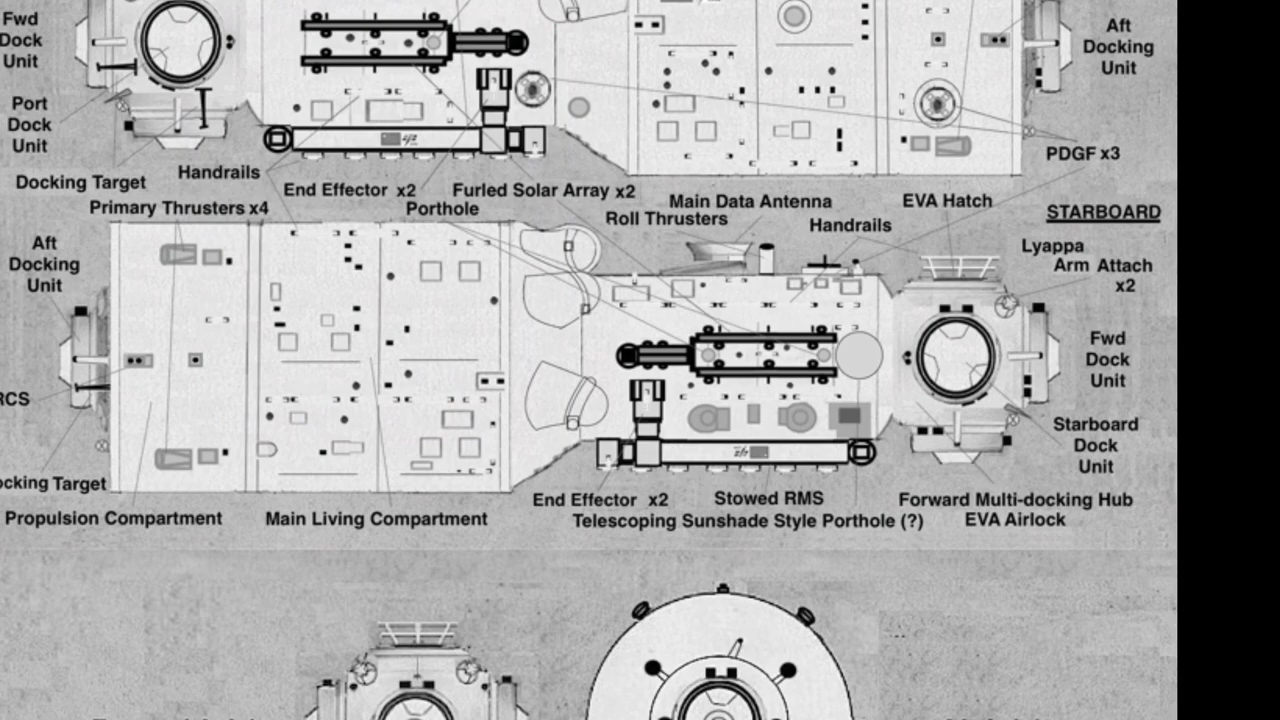 Fwd
Dock
Unit
Aft
Docking
Unit
Port
Dock
Unit
PDGF x3
Docking Target
Handrails
End Effector x2
Furled Solar Array x2
Main Data Antenna
EVA Hatch
Primary Thrusters x4
Porthole
Roll Thrusters
Handrails
STARBOARD
Aft
Docking
Unit
Lyappa
Arm Attach
x2
Fwd
Dock
Unit
RCS
Starboard
Dock
Unit
ocking Target
End Effector x2
Stowed RMS
Forward Multi-docking Hub
Propulsion Compartment
Main Living Compartment
Telescoping Sunshade Style Porthole (?)
EVA Airlock